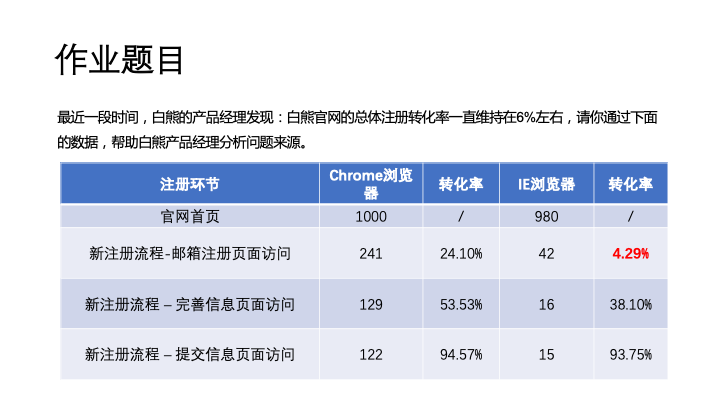 作业题目
最近一段时间，白熊的产品经理发现：白熊官网的总体注册转化率一直维持在6%左右，请你通过下面
的数据，帮助白熊产品经理分析问题来源。
注册环节 Chrome浏览器 转化率 IE浏览器 转化率
官网首页 1000 / 980 /
新注册流程-邮箱注册页面访问 241 24.10% 42 4.29%
新注册流程 – 完善信息页面访问 129 53.53% 16 38.10%
新注册流程 – 提交信息页面访问 122 94.57% 15 93.75%